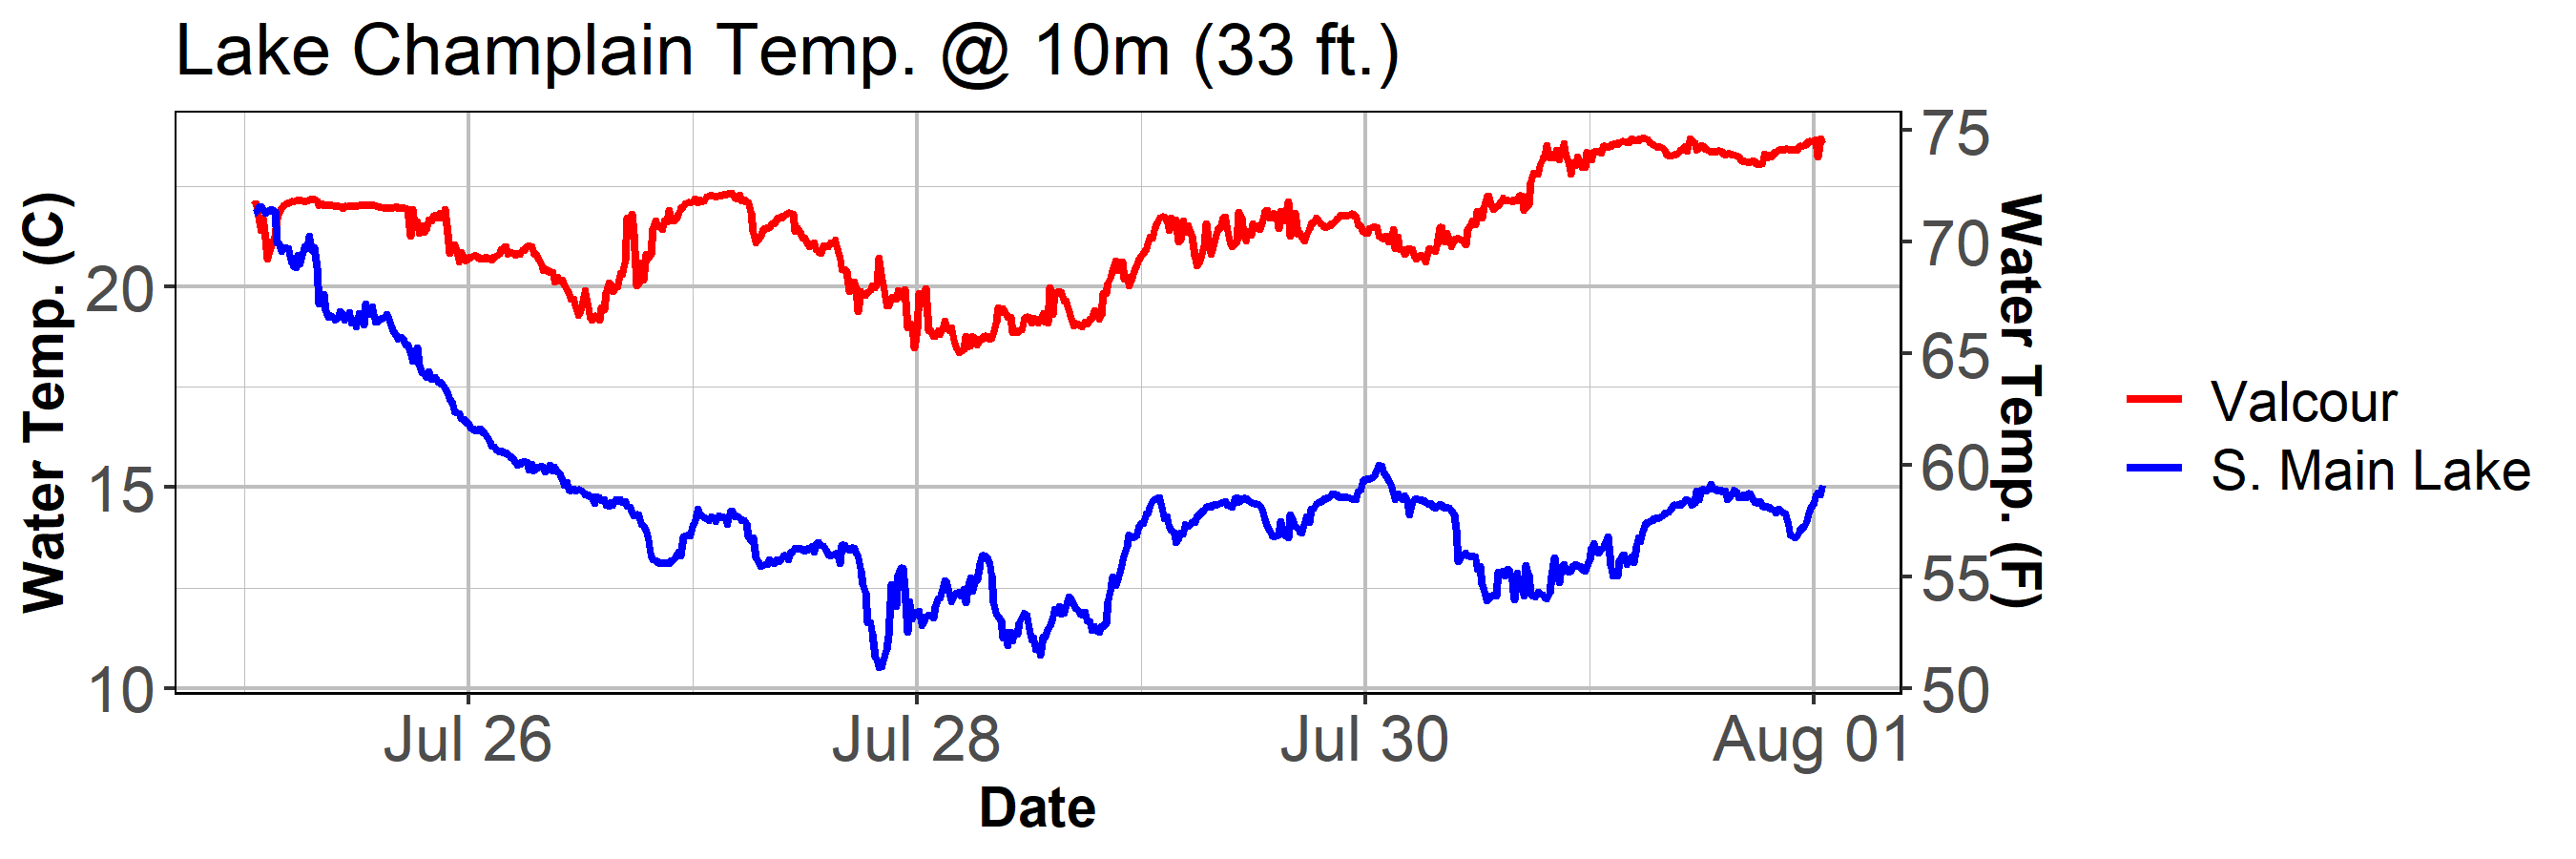 Lake Champlain Temp. @ 10m (33 ft.)
Water Temp. (C)
20
15
10
75
70
65
60
55
50
Water Temp. (F)
Jul 26
Jul 28
Jul 30
Aug 01
Date
Valcour
S. Main Lake